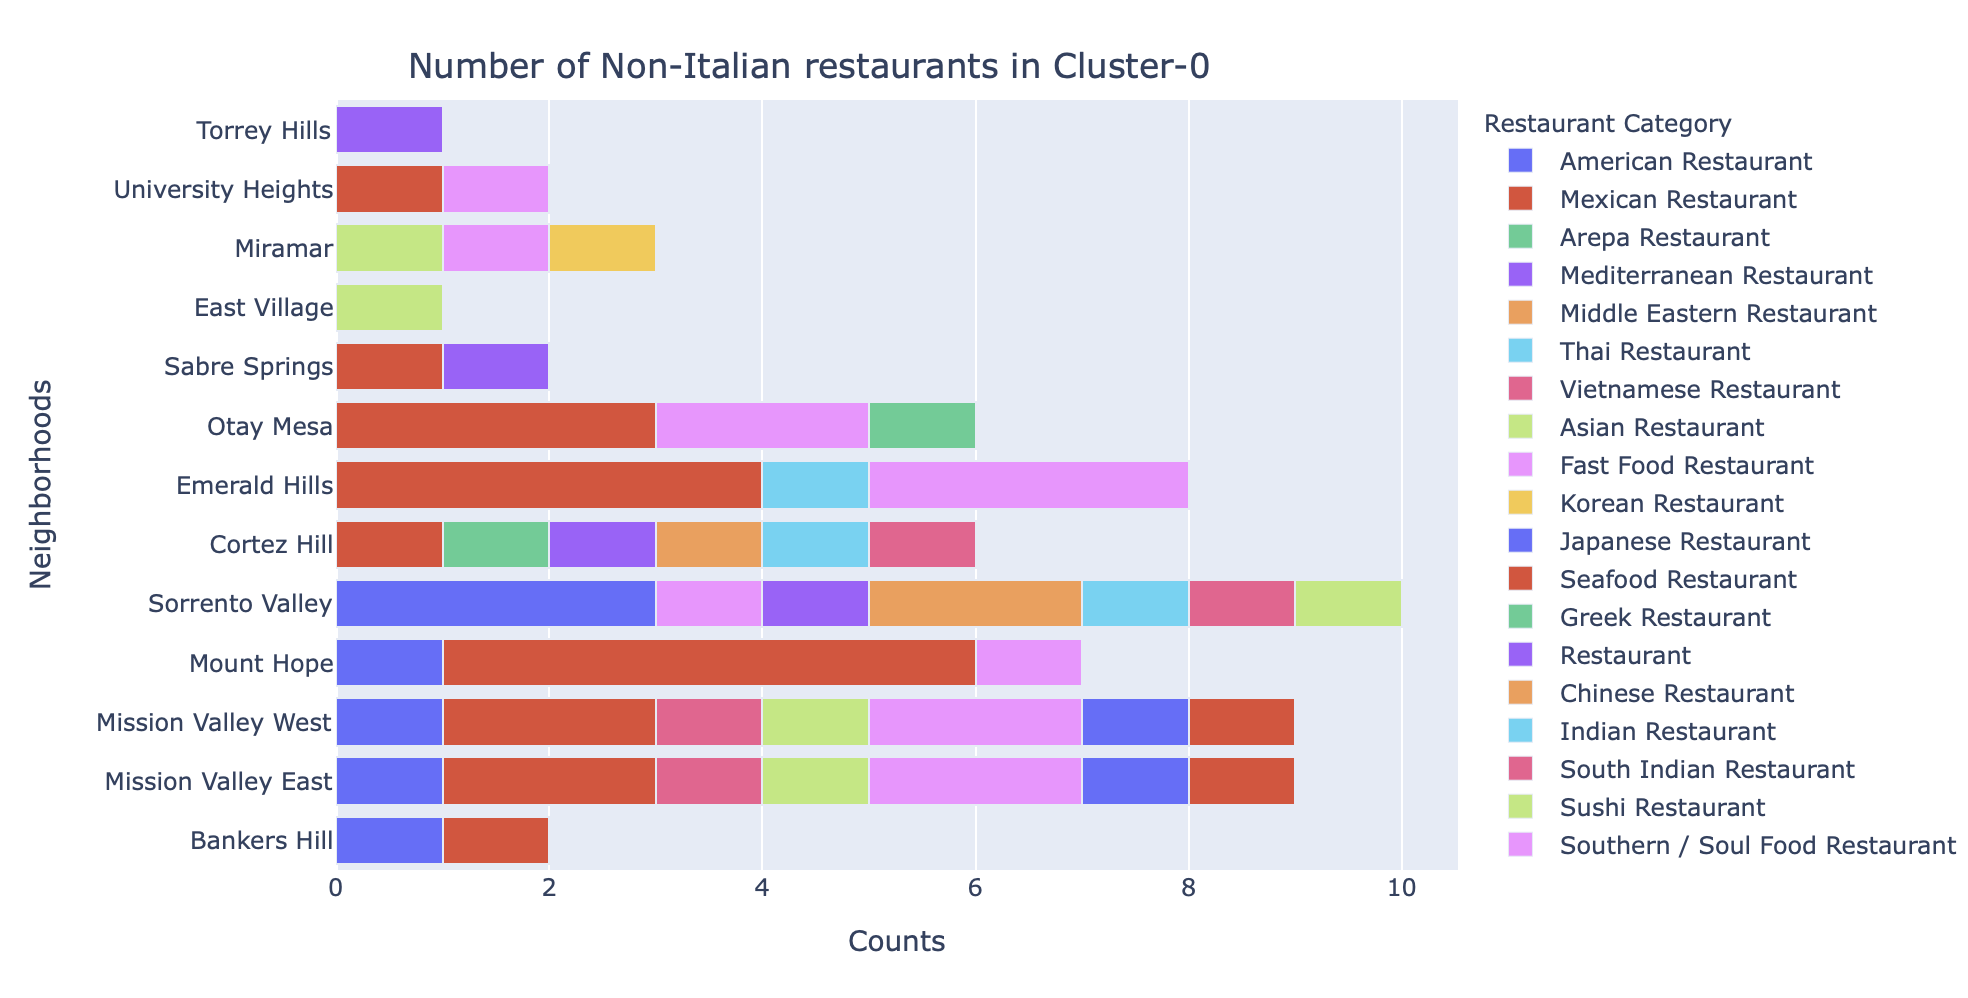 Number of Non-Italian restaurants in Cluster-0
Neighborhoods
Torrey Hills
University Heights
Miramar
East Village
Sabre Springs
Otay Mesa
Emerald Hills
Cortez Hill
Sorrento Valley
Mount Hope
Mission Valley West
Mission Valley East
Bankers Hill
0 2 4 6 8 10
Counts
Restaurant Category
American Restaurant
Mexican Restaurant
Arepa Restaurant
Mediterranean Restaurant
Middle Eastern Restaurant
Thai Restaurant
Vietnamese Restaurant
Asian Restaurant
Fast Food Restaurant
Korean Restaurant
Japanese Restaurant
Seafood Restaurant
Greek Restaurant
Restaurant
Chinese Restaurant
Indian Restaurant
South Indian Restaurant
Sushi Restaurant
Southern / Soul Food Restaurant